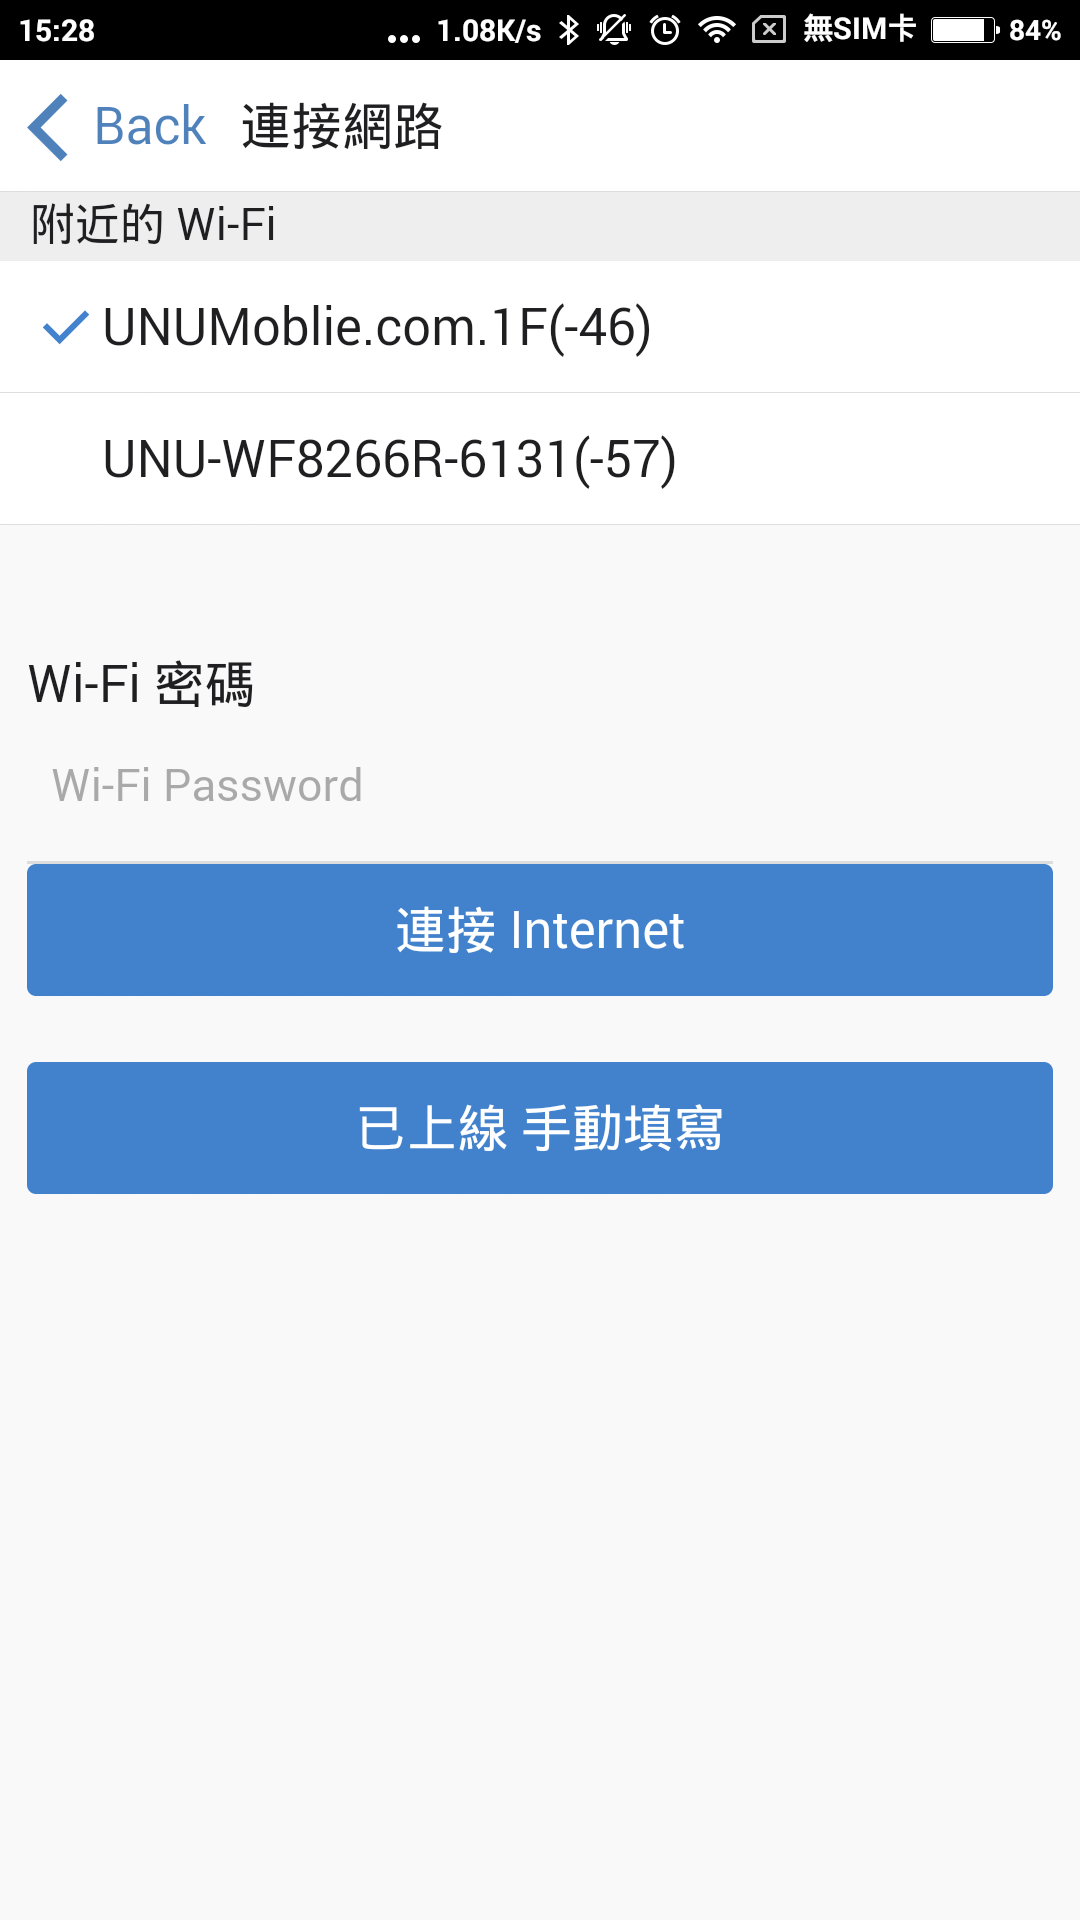 15:28 ... 1.08K/s 無SIM卡 84%
Back 連接網路
附近的 Wi-Fi
UNUMoblie.com.1F(-46)
UNU-WF8266R-6131(-57)
Wi-Fi 密碼
Wi-Fi Password
連接 Internet
已上線 手動填寫